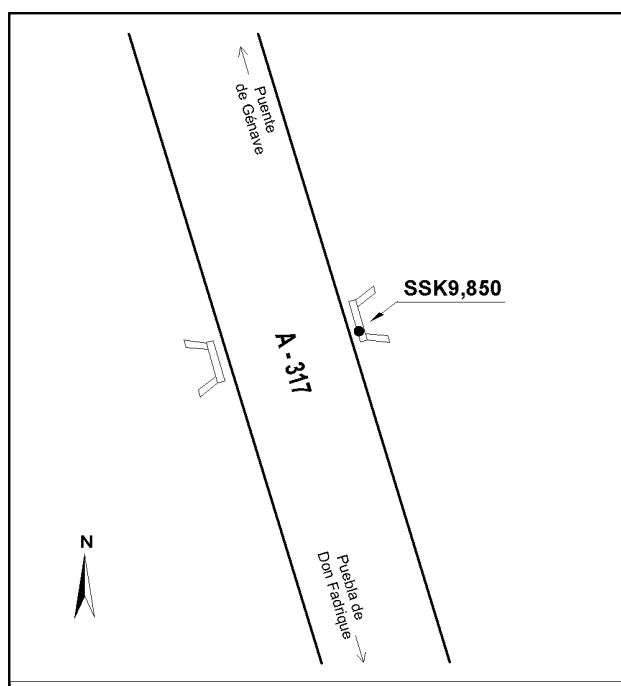 Puente
de Génave
SSK9,850
A - 317
N
Puebla de
Don Fadrique